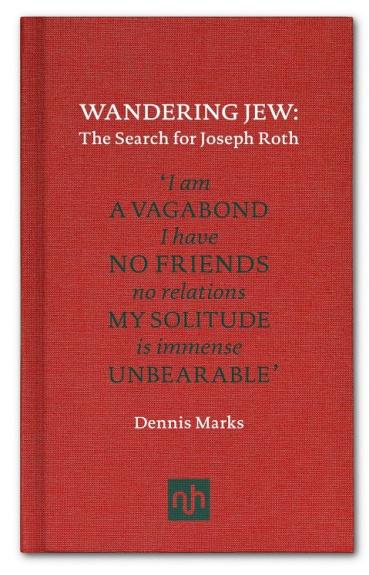 WANDERING JEW:
The Search for Joseph Roth
‘I am
A VAGABOND
I have
NO FRIENDS
no relations
MY SOLITUDE
is immense
UNBEARABLE’
Dennis Marks
nh